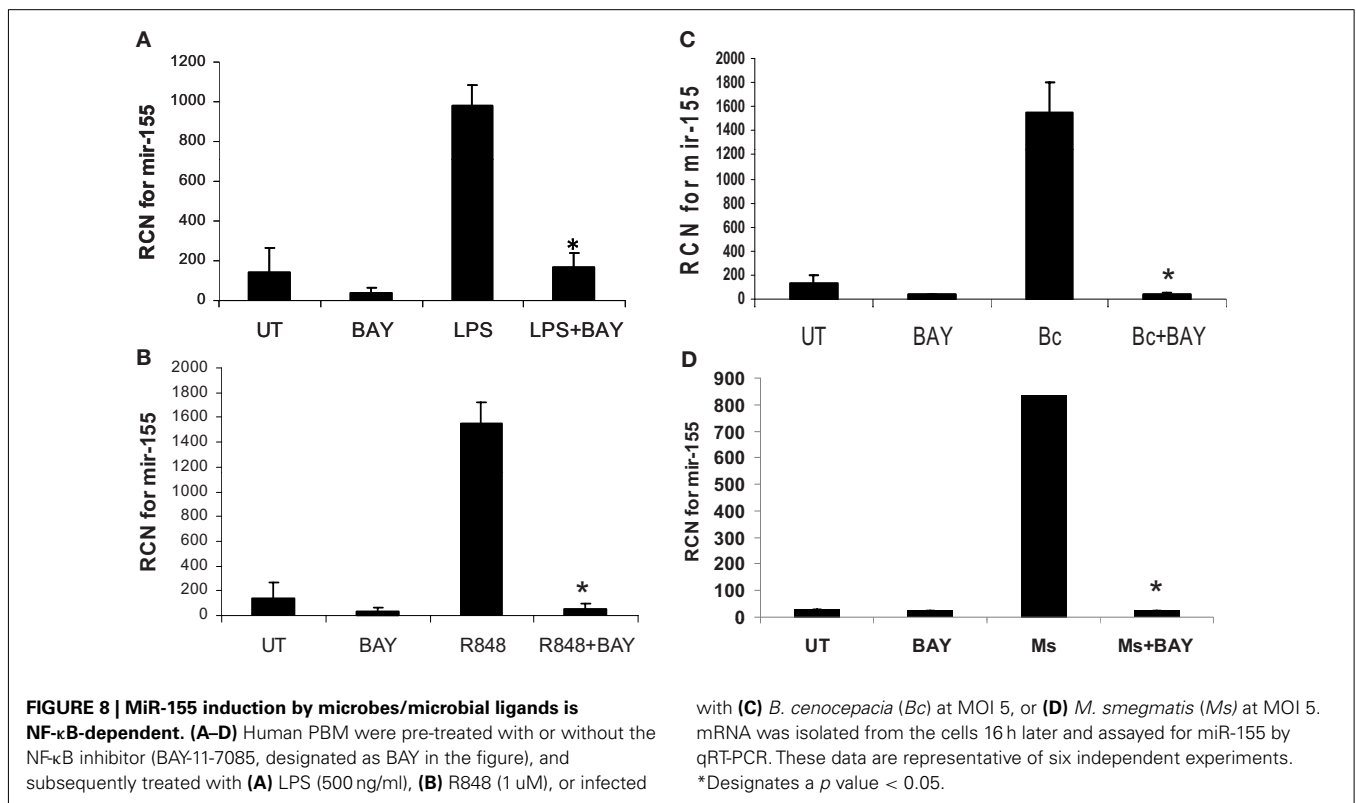 A
1200
1000
800
600
400
200
0
RCN for mir-155
*
UT BAY LPS LPS+BAY
B
2000
1800
1600
1400
1200
1000
800
600
400
200
0
RCN for mir-155
*
UT BAY R848 R848+BAY
C
2000
1800
1600
1400
1200
1000
800
600
400
200
0
RCN for mir-155
*
UT BAY Bc Bc+BAY
D
900
800
700
600
500
400
300
200
100
0
RCN for mir-155
*
UT BAY Ms Ms+BAY
FIGURE 8 | MiR-155 induction by microbes/microbial ligands is
NF-κB-dependent. (A–D) Human PBM were pre-treated with or without the
NF-κB inhibitor (BAY-11-7085, designated as BAY in the figure), and
subsequently treated with (A) LPS (500 ng/ml), (B) R848 (1 uM), or infected
with (C) B. cenocepacia (Bc) at MOI 5, or (D) M. smegmatis (Ms) at MOI 5.
mRNA was isolated from the cells 16 h later and assayed for miR-155 by
qRT-PCR. These data are representative of six independent experiments.
*Designates a p value < 0.05.